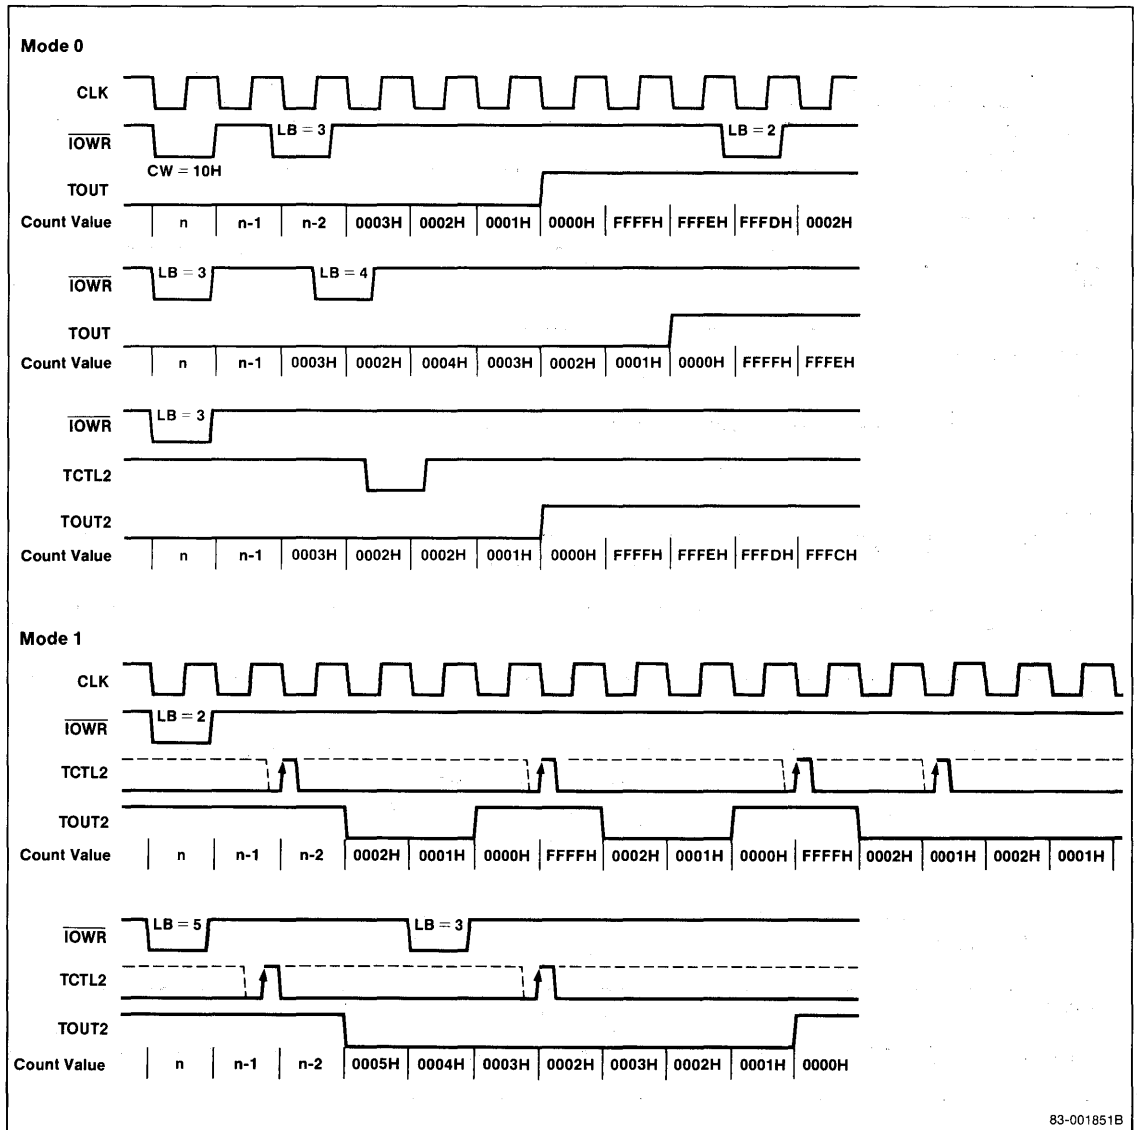 Mode 0
CLK
IOWR LB = 3 LB = 2
CW = 10H
TOUT
Count Value n n-1 n-2 0003H 0002H 0001H 0000H FFFFH FFFEH FFFDH 0002H
IOWR LB = 3 LB = 4
TOUT
Count Value n n-1 0003H 0002H 0004H 0003H 0002H 0001H 0000H FFFFH FFFEH
IOWR LB = 3
TCTL2
TOUT2
Count Value n n-1 0003H 0002H 0002H 0001H 0000H FFFFH FFFEH FFFDH FFFCH
Mode 1
CLK
IOWR LB = 2
TCTL2
TOUT2
Count Value n n-1 n-2 0002H 0001H 0000H FFFFH 0002H 0001H 0000H FFFFH 0002H 0001H 0002H 0001H
IOWR LB = 5 LB = 3
TCTL2
TOUT2
Count Value n n-1 n-2 0005H 0004H 0003H 0002H 0003H 0002H 0001H 0000H
83-001851B